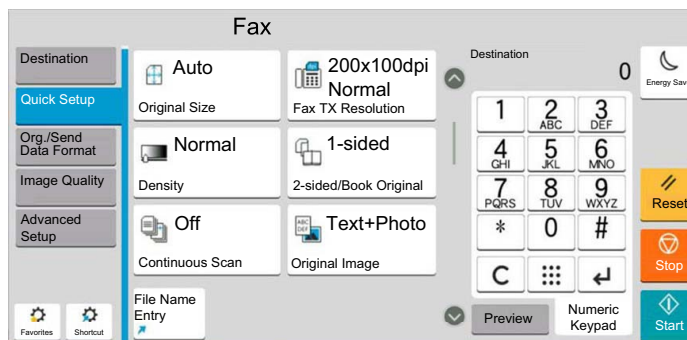 Fax
Destination
Quick Setup
Org./Send
Data Format
Image Quality
Advanced
Setup
Favorites
Shortcut
Auto
Original Size
200x100dpi
Normal
Fax TX Resolution
Normal
Density
1-sided
2-sided/Book Original
Off
Continuous Scan
ABC
DEF
Text+Photo
Original Image
File Name
Entry
Destination
0
1
2
ABC
3
DEF
4
GHI
5
JKL
6
MNO
7
PQRS
8
TUV
9
WXYZ
*
0
#
C
Preview
Numeric
Keypad
Energy Sav
Reset
Stop
Start